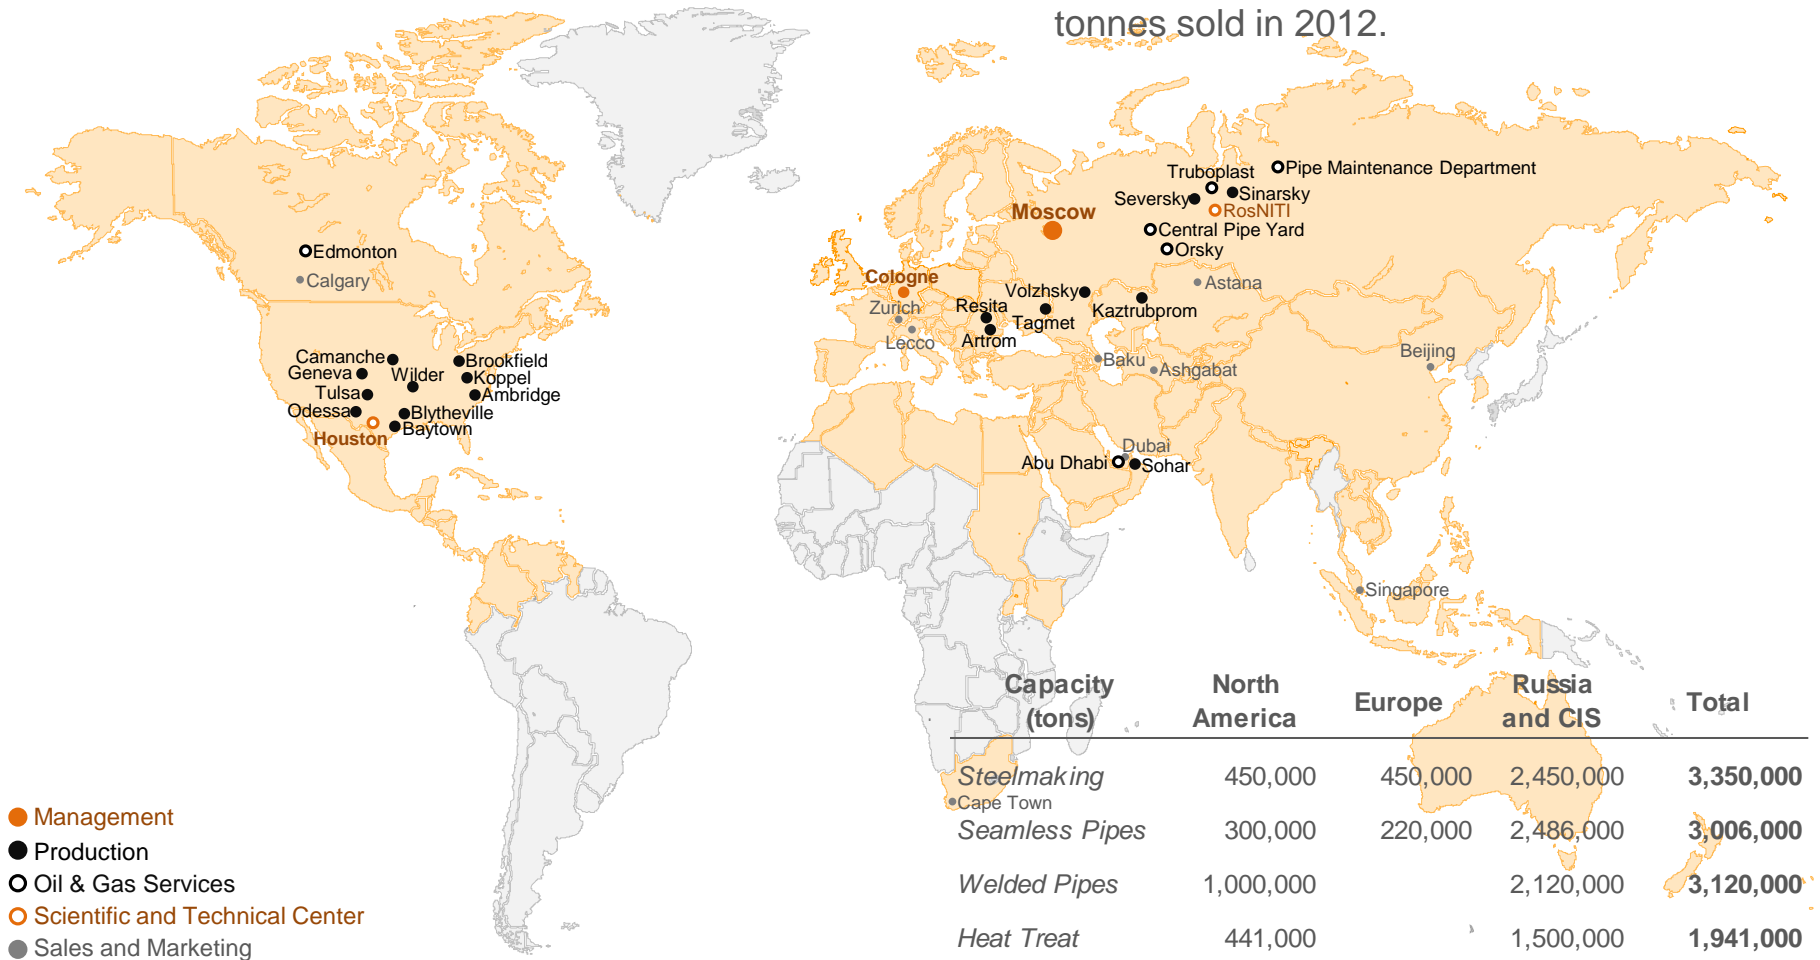 tonnes sold in 2012.
Pipe Maintenance Department
Truboplast
Seversky
Sinarsky
RosNITI
Moscow
Central Pipe Yard
Orsky
Edmonton
Calgary
Cologne
Zurich
Lecco
Resita
Artrom
Volzhsky
Tagmet
Kaztrubprom
Astana
Baku
Ashgabat
Beijing
Camanche
Geneva
Wilder
Tulsa
Odessa
Houston
Brookfield
Koppel
Ambridge
Blytheville
Baytown
Dubai
Abu Dhabi
Sohar
Singapore
Cape Town
Capacity (tons) North America Europe Russia and CIS Total
Steelmaking 450,000 450,000 2,450,000 3,350,000
Seamless Pipes 300,000 220,000 2,486,000 3,006,000
Welded Pipes 1,000,000 2,120,000 3,120,000
Heat Treat 441,000 1,500,000 1,941,000
Management
Production
Oil & Gas Services
Scientific and Technical Center
Sales and Marketing